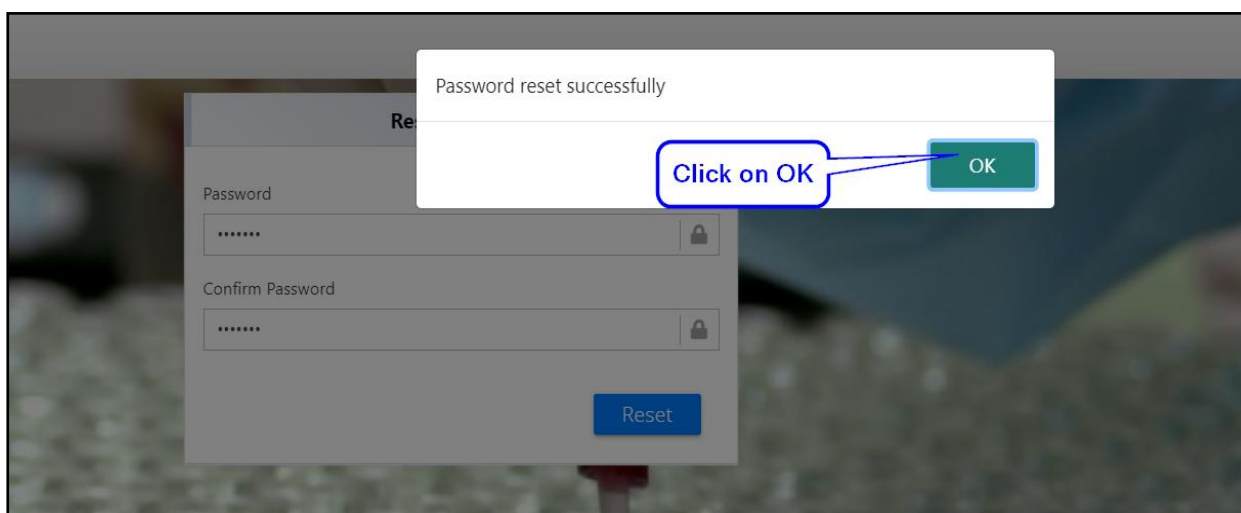 Password reset successfully
OK
Click on OK
Password
•••••••
Confirm Password
•••••••
Reset